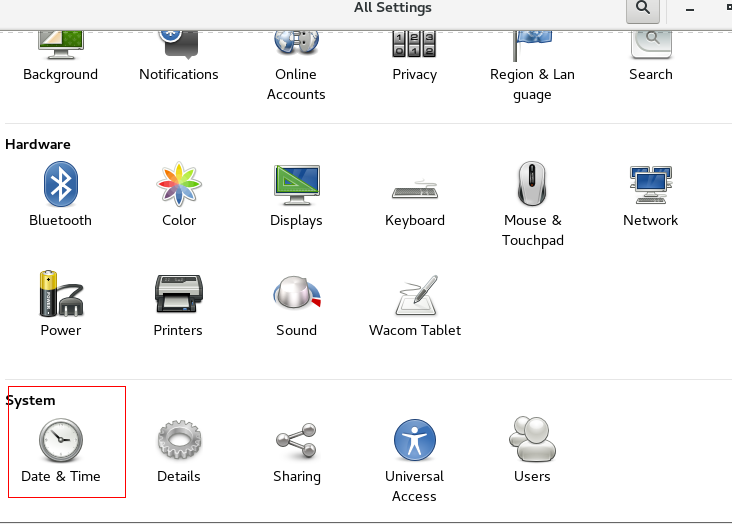 All Settings
Background
Notifications
Online
Accounts
Privacy
Region & Lan
guage
Search
Hardware
Bluetooth
Color
Displays
Keyboard
Mouse &
Touchpad
Network
Power
Printers
Sound
Wacom Tablet
System
Date & Time
Details
Sharing
Universal
Access
Users